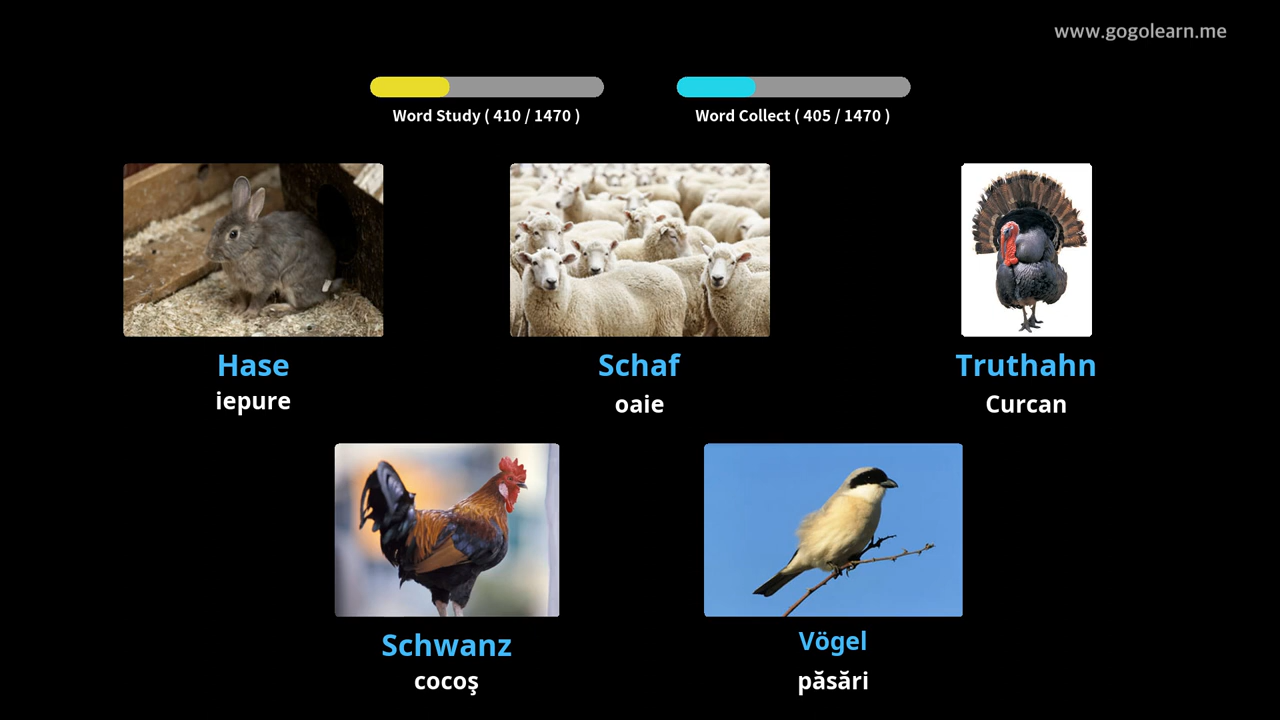 www.gogolearn.me
Word Study ( 410 / 1470 )
Word Collect ( 405 / 1470 )
Hase
iepure
Schaf
oaie
Truthahn
Curcan
Schwanz
cocoş
Vögel
păsări